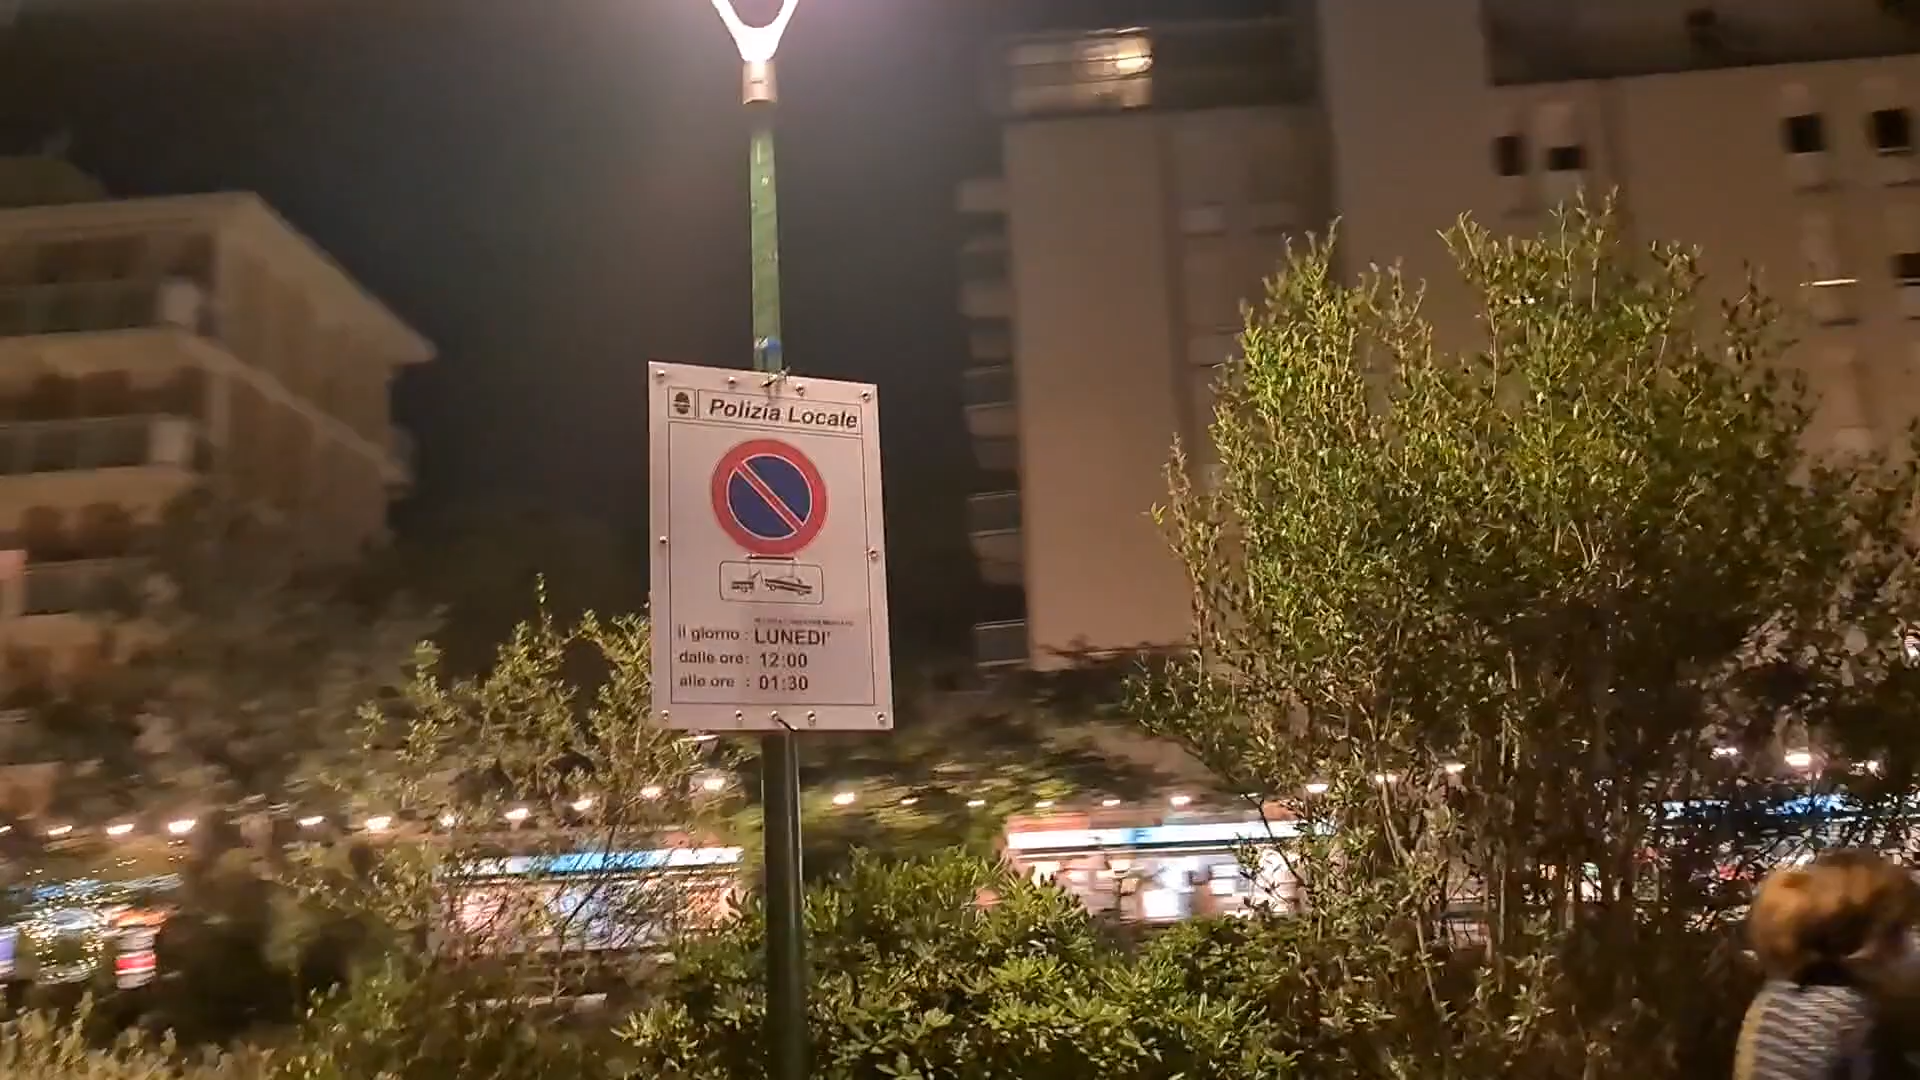 Polizia Locale
il giorno : LUNEDI'
dalle ore: 12:00
alle ore : 01:30